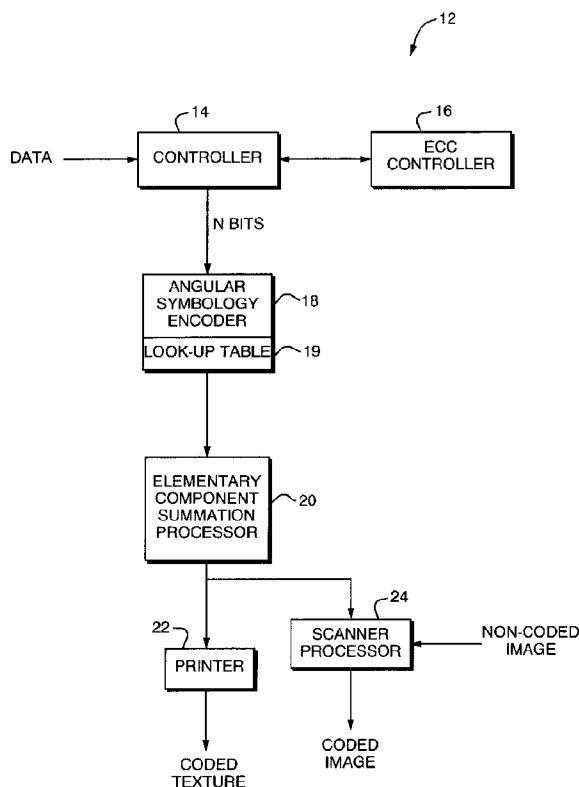 12
14
16
DATA
CONTROLLER
ECC
CONTROLLER
N BITS
ANGULAR
SYMBOLOGY
ENCODER
18
LOOK-UP TABLE
19
ELEMENTARY
COMPONENT
SUMMATION
PROCESSOR
20
22
24
PRINTER
SCANNER
PROCESSOR
NON-CODED
IMAGE
CODED
TEXTURE
CODED
IMAGE